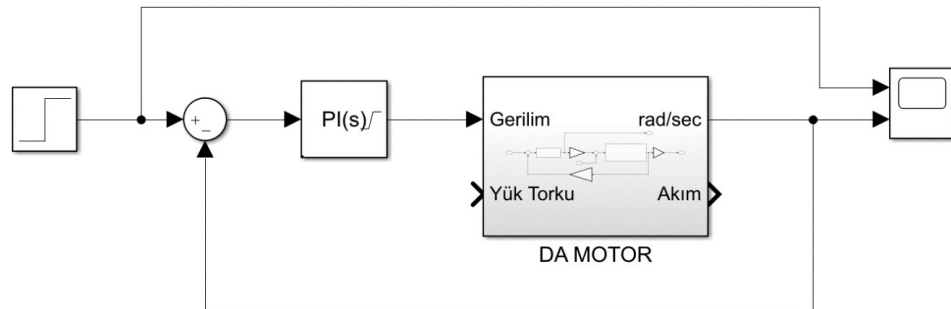 PI(s)
Gerilim
rad/sec
Yük Torku
Akım
DA MOTOR